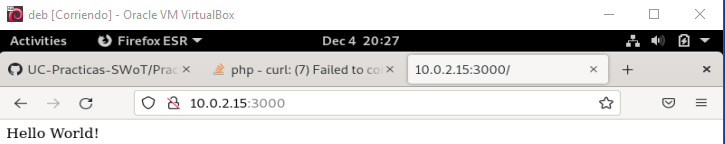 deb [Corriendo] - Oracle VM VirtualBox
Activities Firefox ESR Dec 4 20:27
UC-Practicas-SWoT/Prac php - curl: (7) Failed to co 10.0.2.15:3000/
10.0.2.15:3000
Hello World!